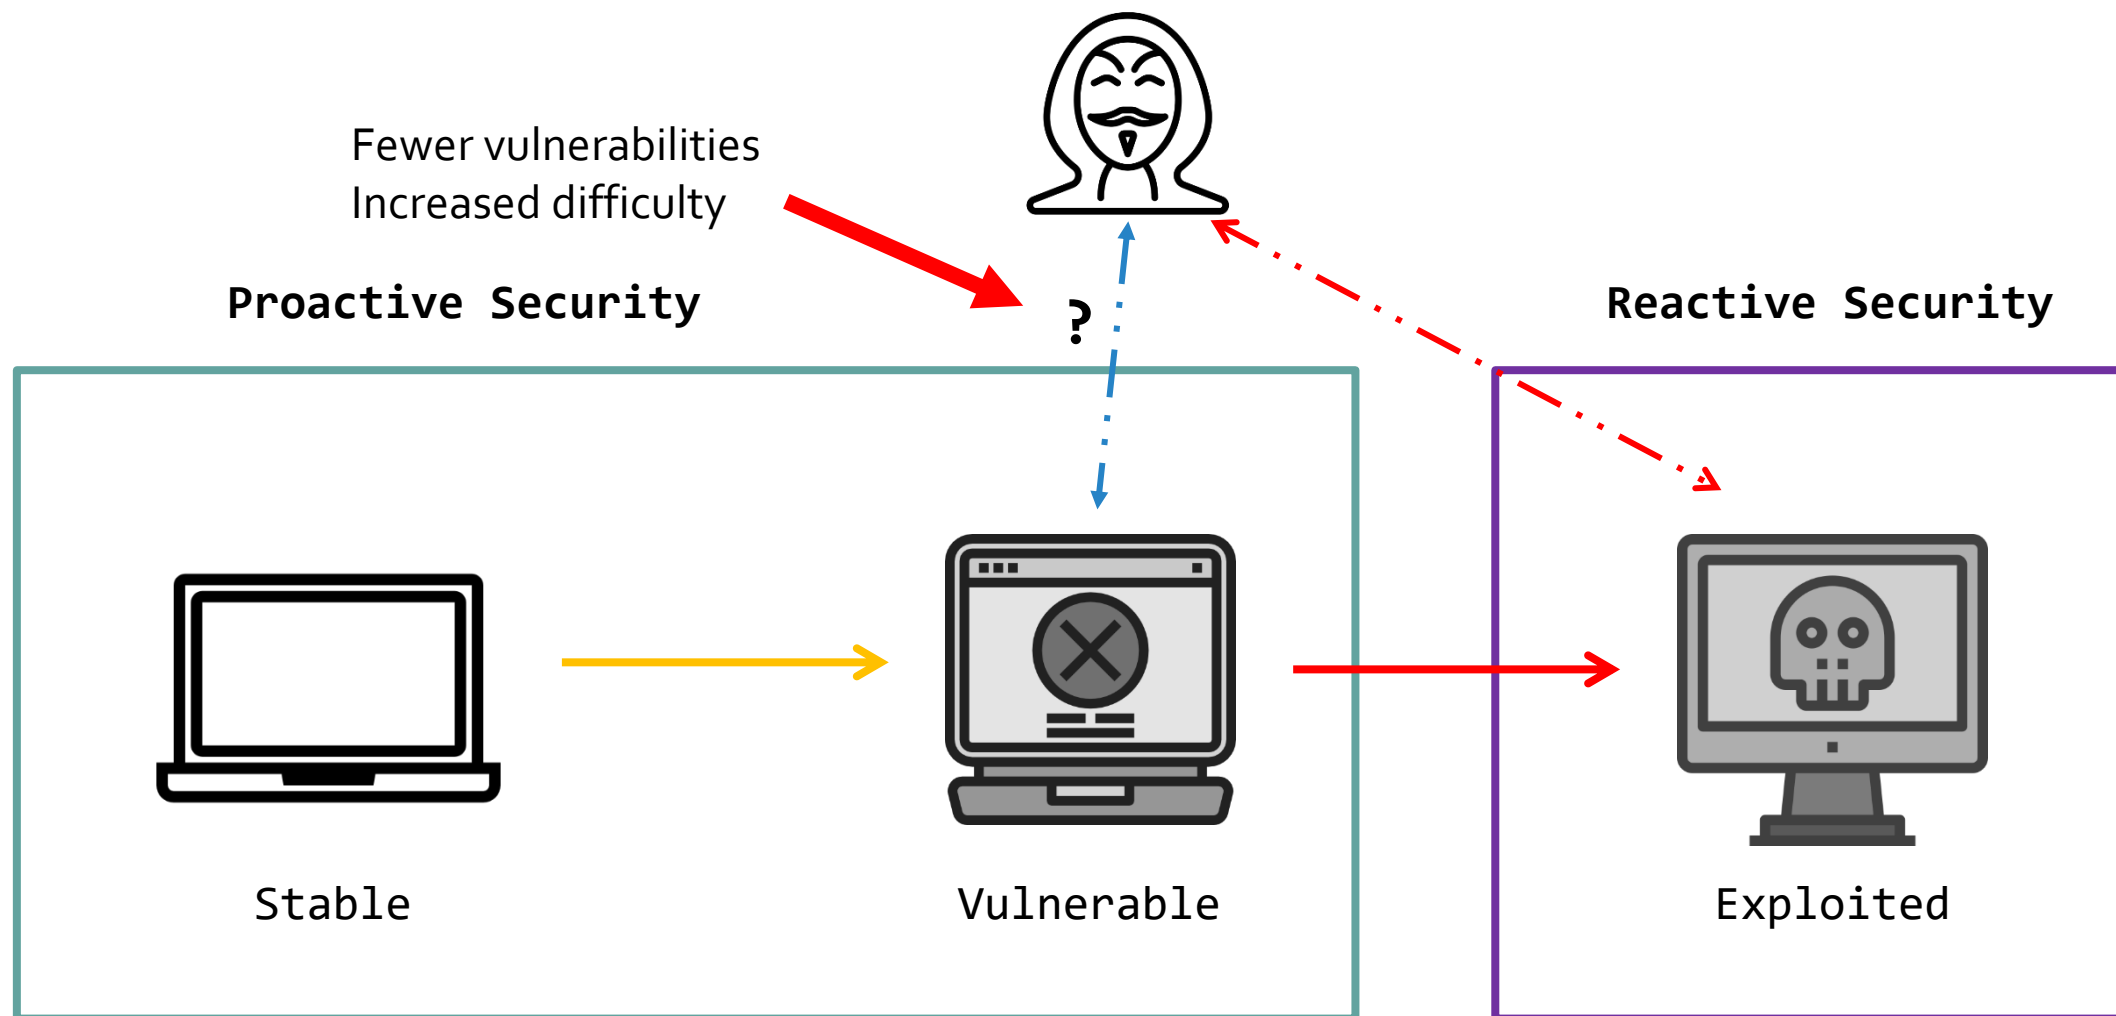 Fewer vulnerabilities
Increased difficulty
Proactive Security
?
Reactive Security
Stable
Vulnerable
Exploited